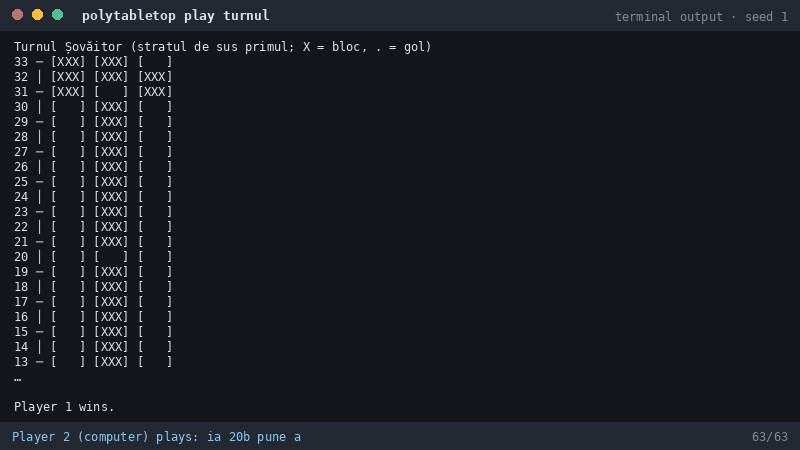 polytabletop play turnul
terminal output · seed 1
Turnul Șovăitor (stratul de sus primul; X = bloc, . = gol)
33 ─ [XXX] [XXX] [   ]
32 │ [XXX] [XXX] [XXX]
31 ─ [XXX] [   ] [XXX]
30 │ [   ] [XXX] [   ]
29 ─ [   ] [XXX] [   ]
28 │ [   ] [XXX] [   ]
27 ─ [   ] [XXX] [   ]
26 │ [   ] [XXX] [   ]
25 ─ [   ] [XXX] [   ]
24 │ [   ] [XXX] [   ]
23 ─ [   ] [XXX] [   ]
22 │ [   ] [XXX] [   ]
21 ─ [   ] [XXX] [   ]
20 │ [   ] [   ] [   ]
19 ─ [   ] [XXX] [   ]
18 │ [   ] [XXX] [   ]
17 ─ [   ] [XXX] [   ]
16 │ [   ] [XXX] [   ]
15 ─ [   ] [XXX] [   ]
14 │ [   ] [XXX] [   ]
13 ─ [   ] [XXX] [   ]
…
Player 1 wins.
Player 2 (computer) plays: ia 20b pune a
63/63